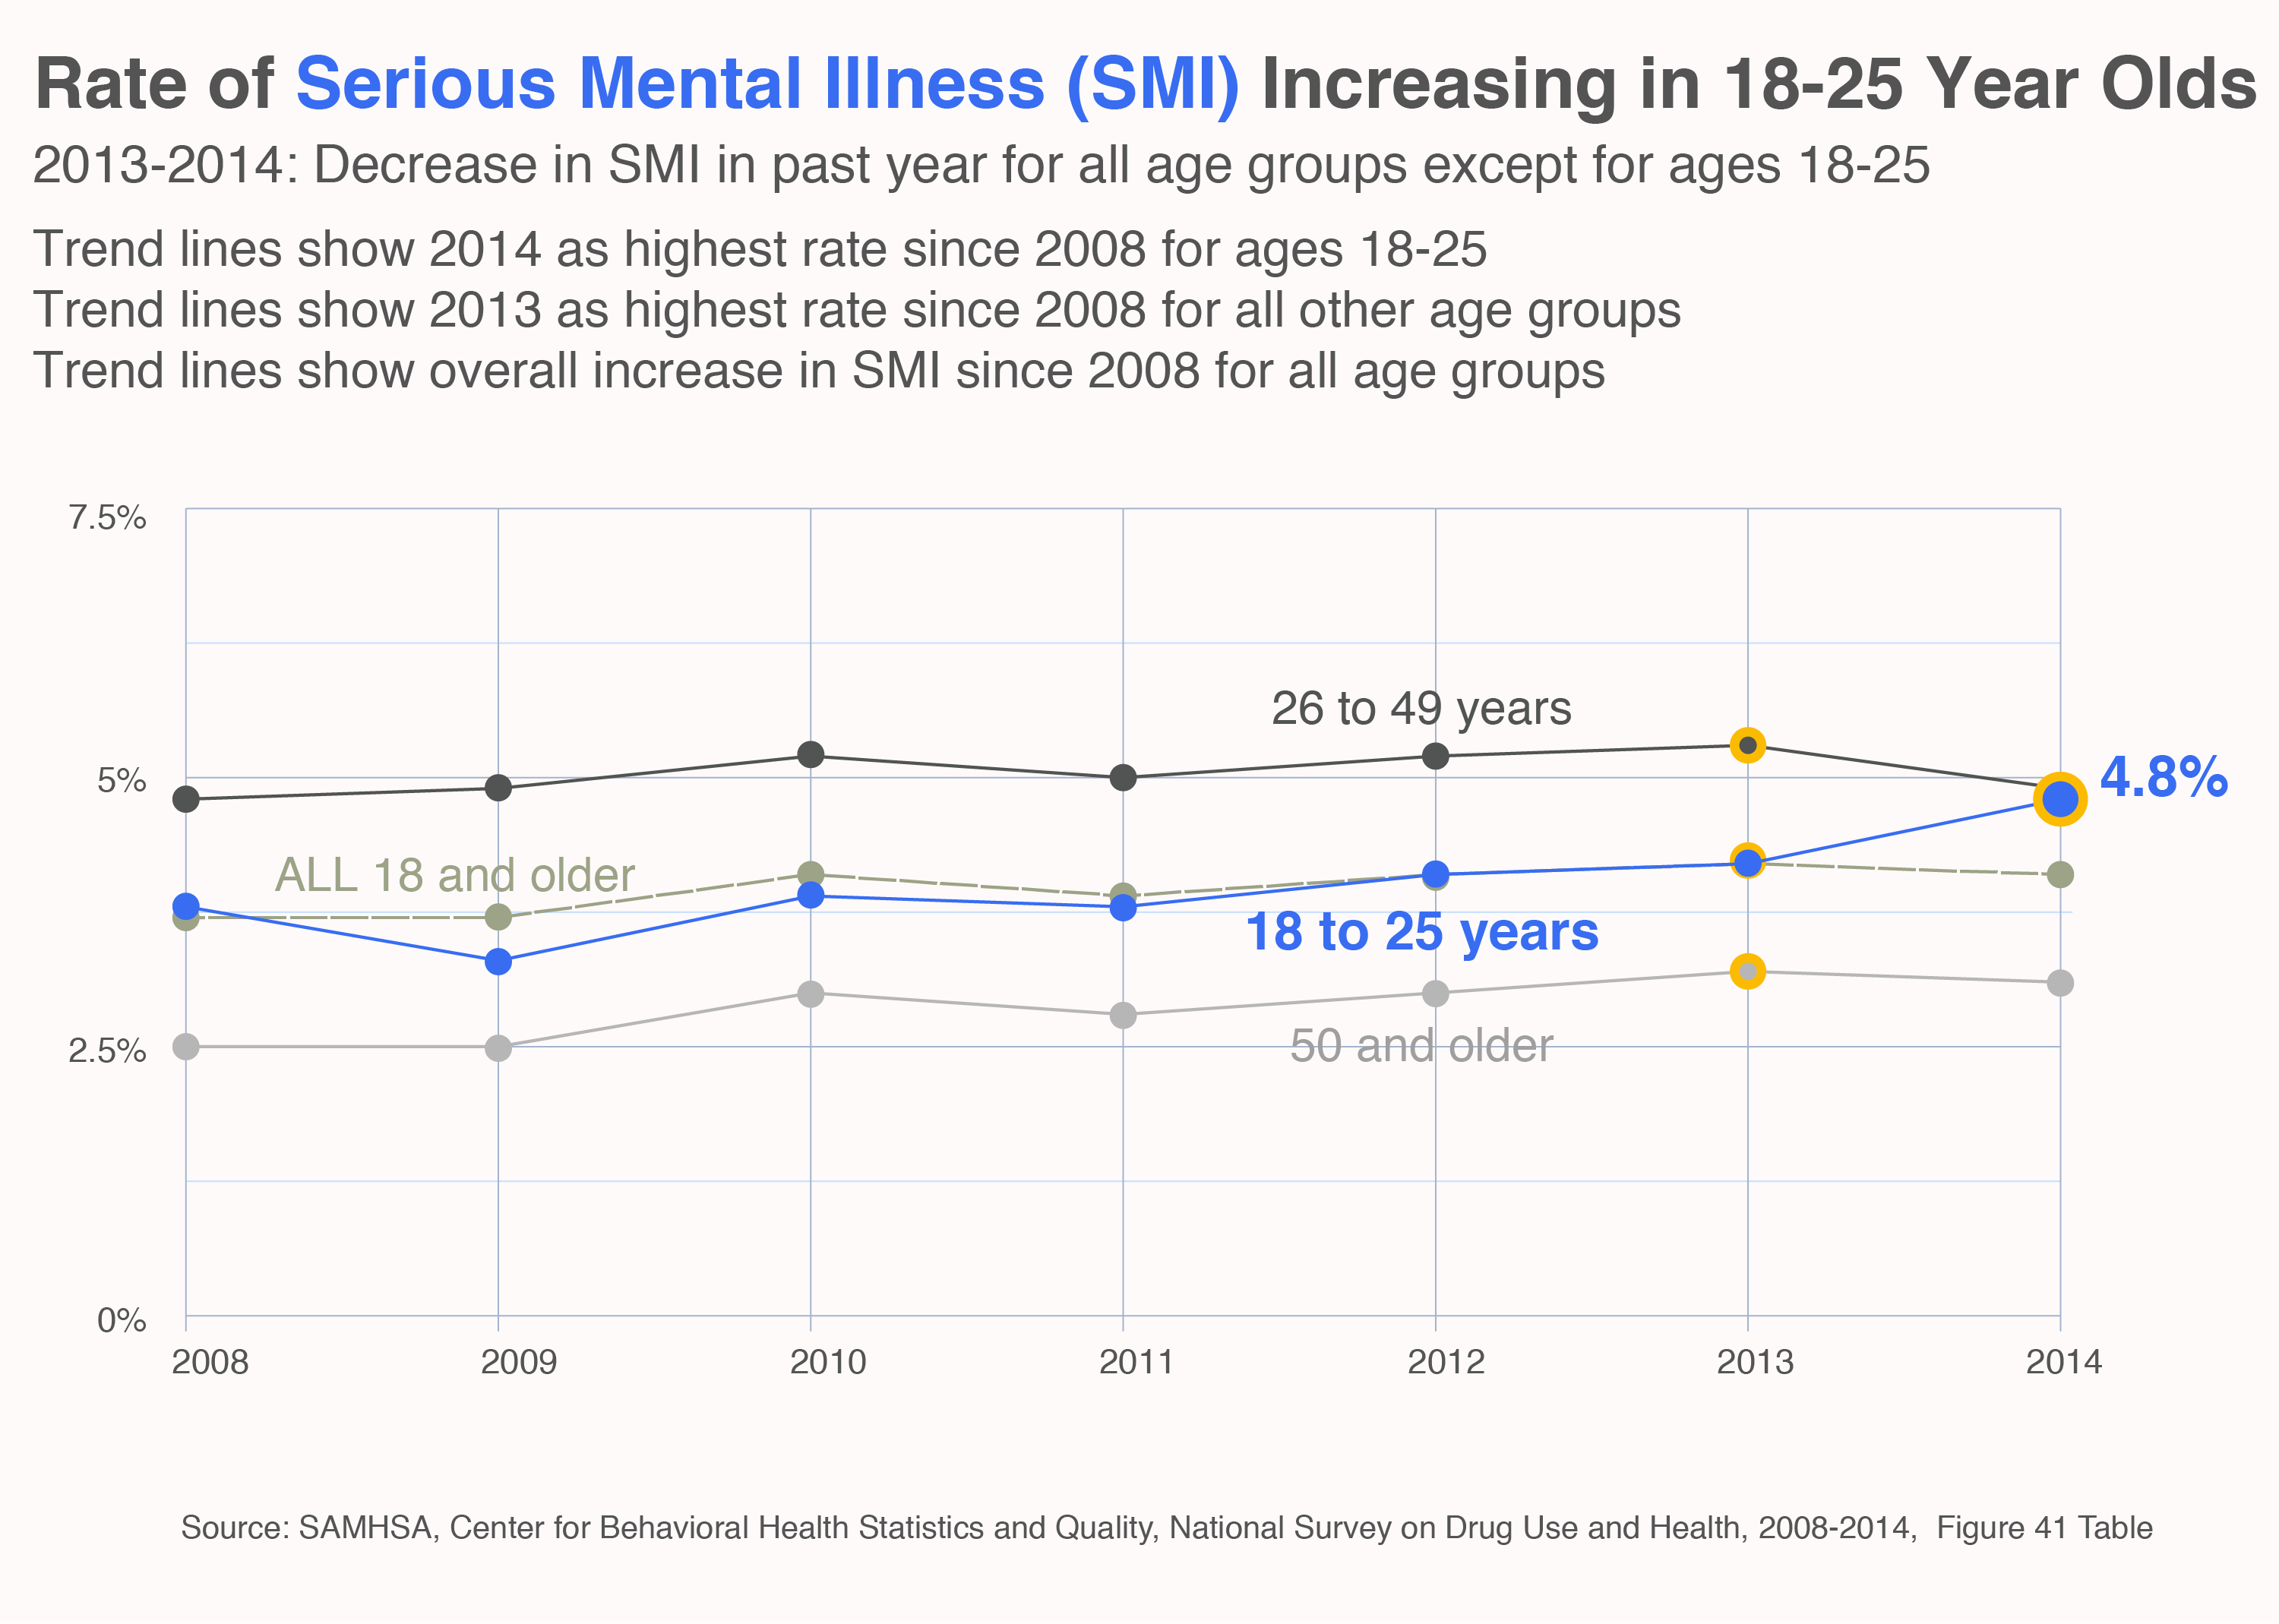 Rate of Serious Mental Illness (SMI) Increasing in 18-25 Year Olds
2013-2014: Decrease in SMI in past year for all age groups except for ages 18-25
Trend lines show 2014 as highest rate since 2008 for ages 18-25
Trend lines show 2013 as highest rate since 2008 for all other age groups
Trend lines show overall increase in SMI since 2008 for all age groups
7.5%
26 to 49 years
5%
4.8%
ALL 18 and older
18 to 25 years
2.5%
50 and older
0%
2008 2009 2010 2011 2012 2013 2014
Source: SAMHSA, Center for Behavioral Health Statistics and Quality, National Survey on Drug Use and Health, 2008-2014, Figure 41 Table